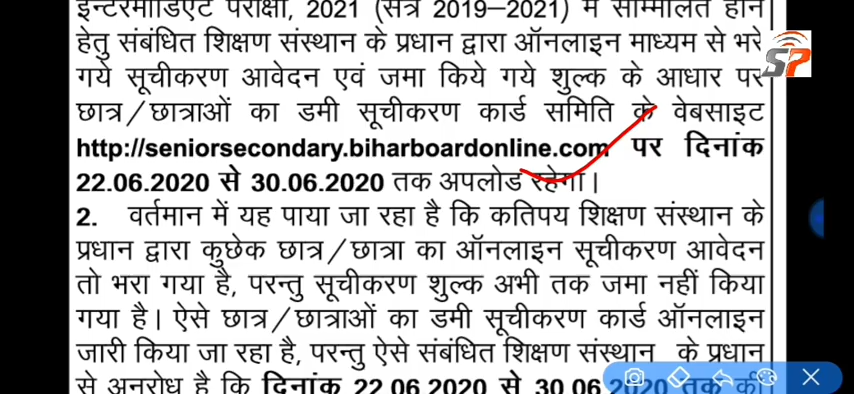 इन्टरमीडिएट परीक्षा, 2021 (सत्र 2019–2021) में सम्मिलित होने
हेतु संबंधित शिक्षण संस्थान के प्रधान द्वारा ऑनलाइन माध्यम से भरे
गये सूचीकरण आवेदन एवं जमा किये गये शुल्क के आधार पर
SP
छात्र/छात्राओं का डमी सूचीकरण कार्ड समिति के वेबसाइट
http://seniorsecondary.biharboardonline.com पर दिनांक
22.06.2020 से 30.06.2020 तक अपलोड रहेगा।
2. वर्तमान में यह पाया जा रहा है कि कतिपय शिक्षण संस्थान के
प्रधान द्वारा कुछेक छात्र/छात्रा का ऑनलाइन सूचीकरण आवेदन
तो भरा गया है, परन्तु सूचीकरण शुल्क अभी तक जमा नहीं किया
गया है। ऐसे छात्र/छात्राओं का डमी सूचीकरण कार्ड ऑनलाइन
जारी किया जा रहा है, परन्तु ऐसे संबंधित शिक्षण संस्थान के प्रधान
से अनुरोध है कि दिनांक 22.06.2020 से 30.06.2020 तक की